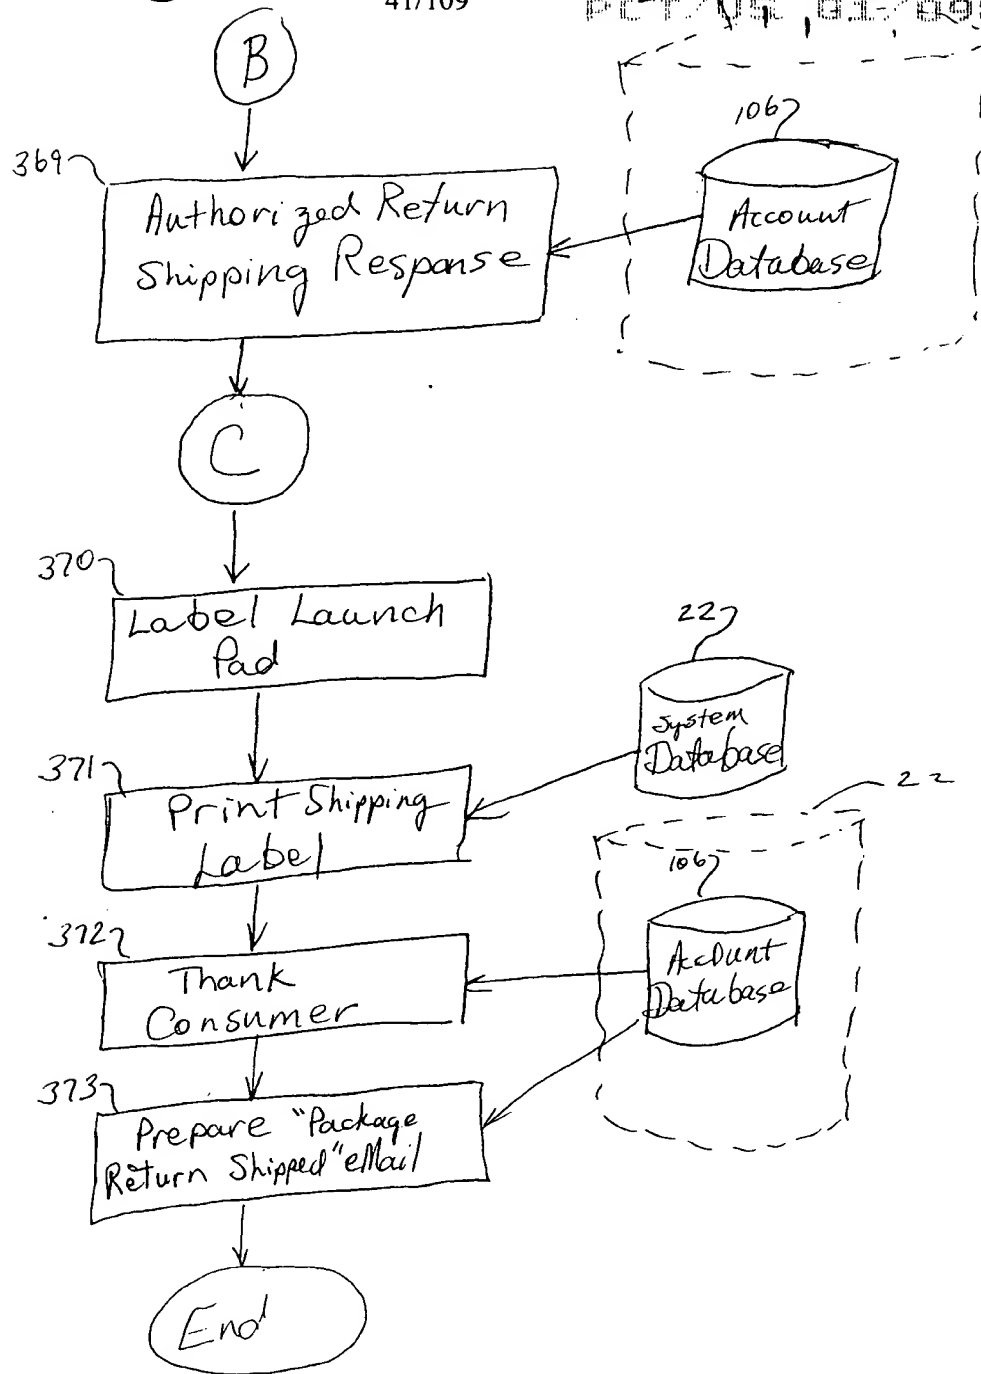 41/109
B
106
369
Authorized Return
Shipping Response
Account
Database
C
370
Label Launch
Pad
22
System
Database
371
Print Shipping
Label
22
106
372
Thank
Consumer
Account
Database
373
Prepare "Package
Return Shipped" eMail
End